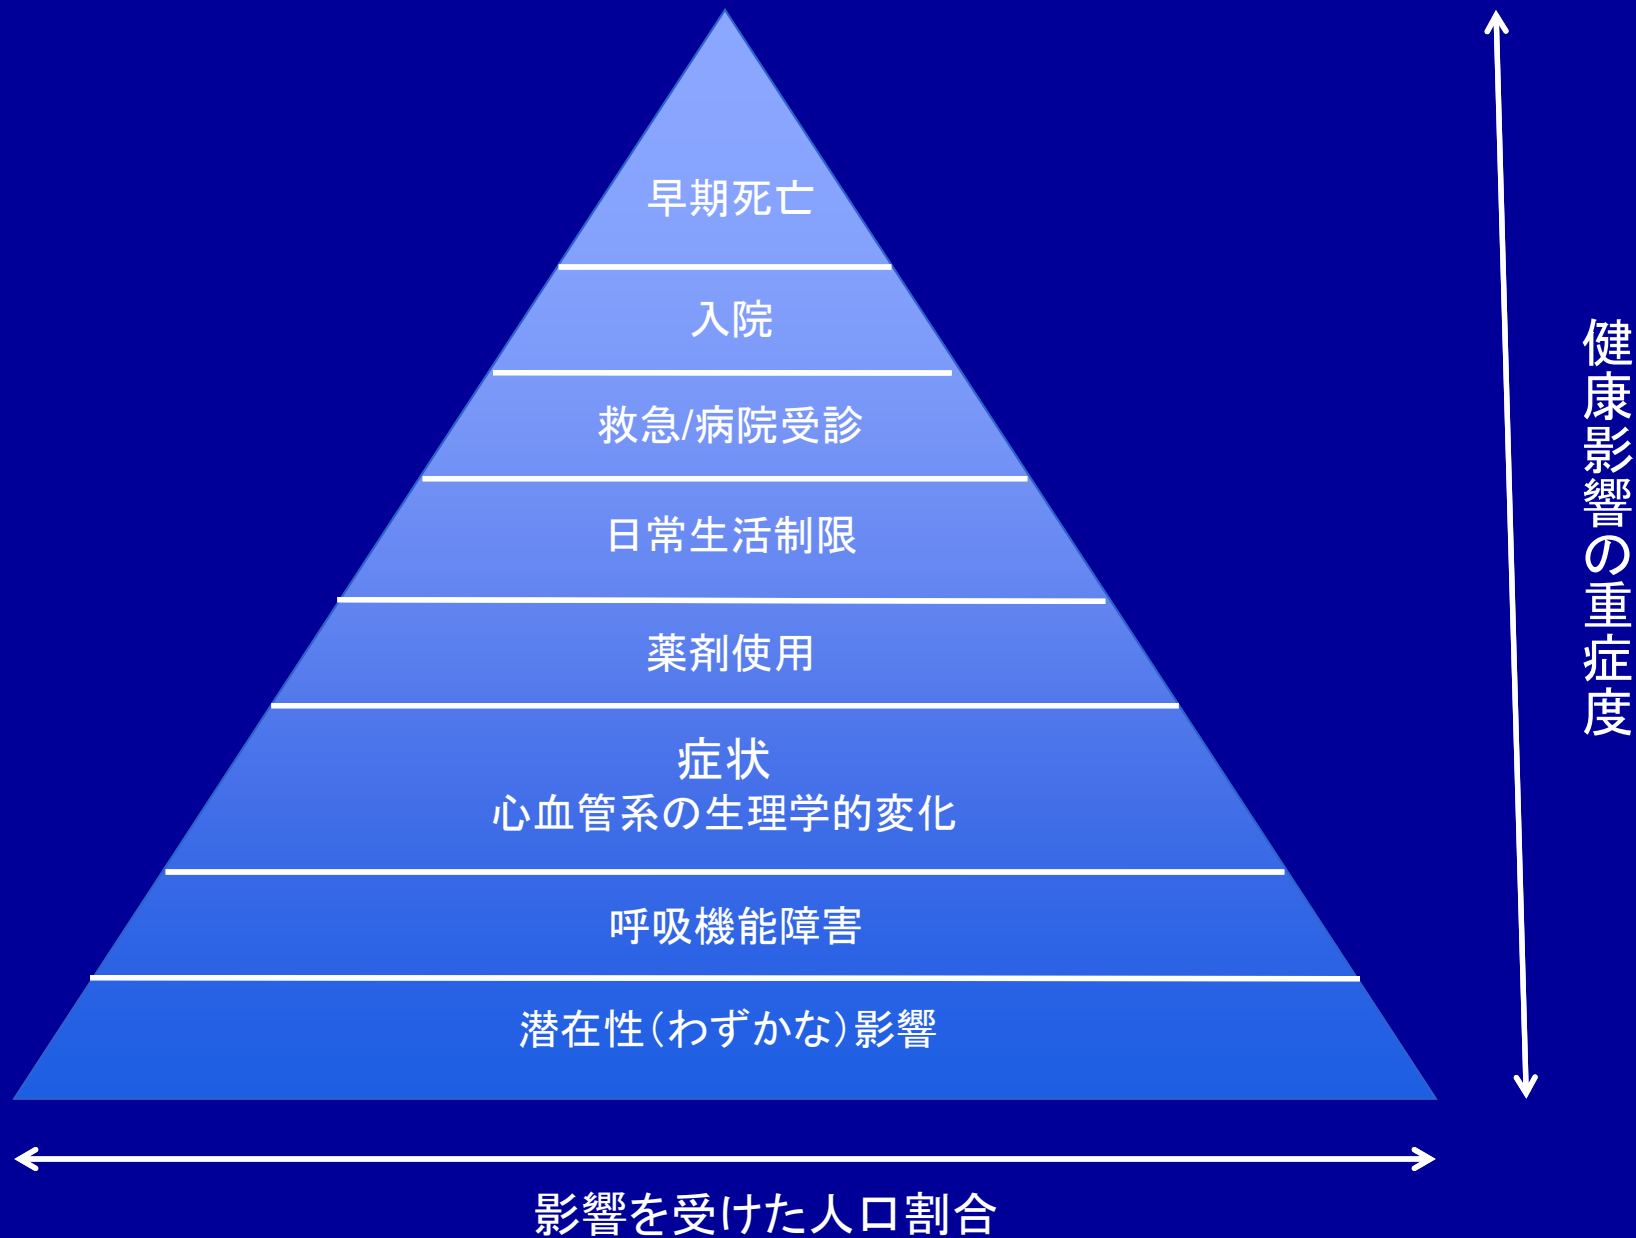 早期死亡
入院
救急/病院受診
日常生活制限
薬剤使用
症状
心血管系の生理学的変化
呼吸機能障害
潜在性（わずかな）影響
健康影響の重症度
影響を受けた人口割合